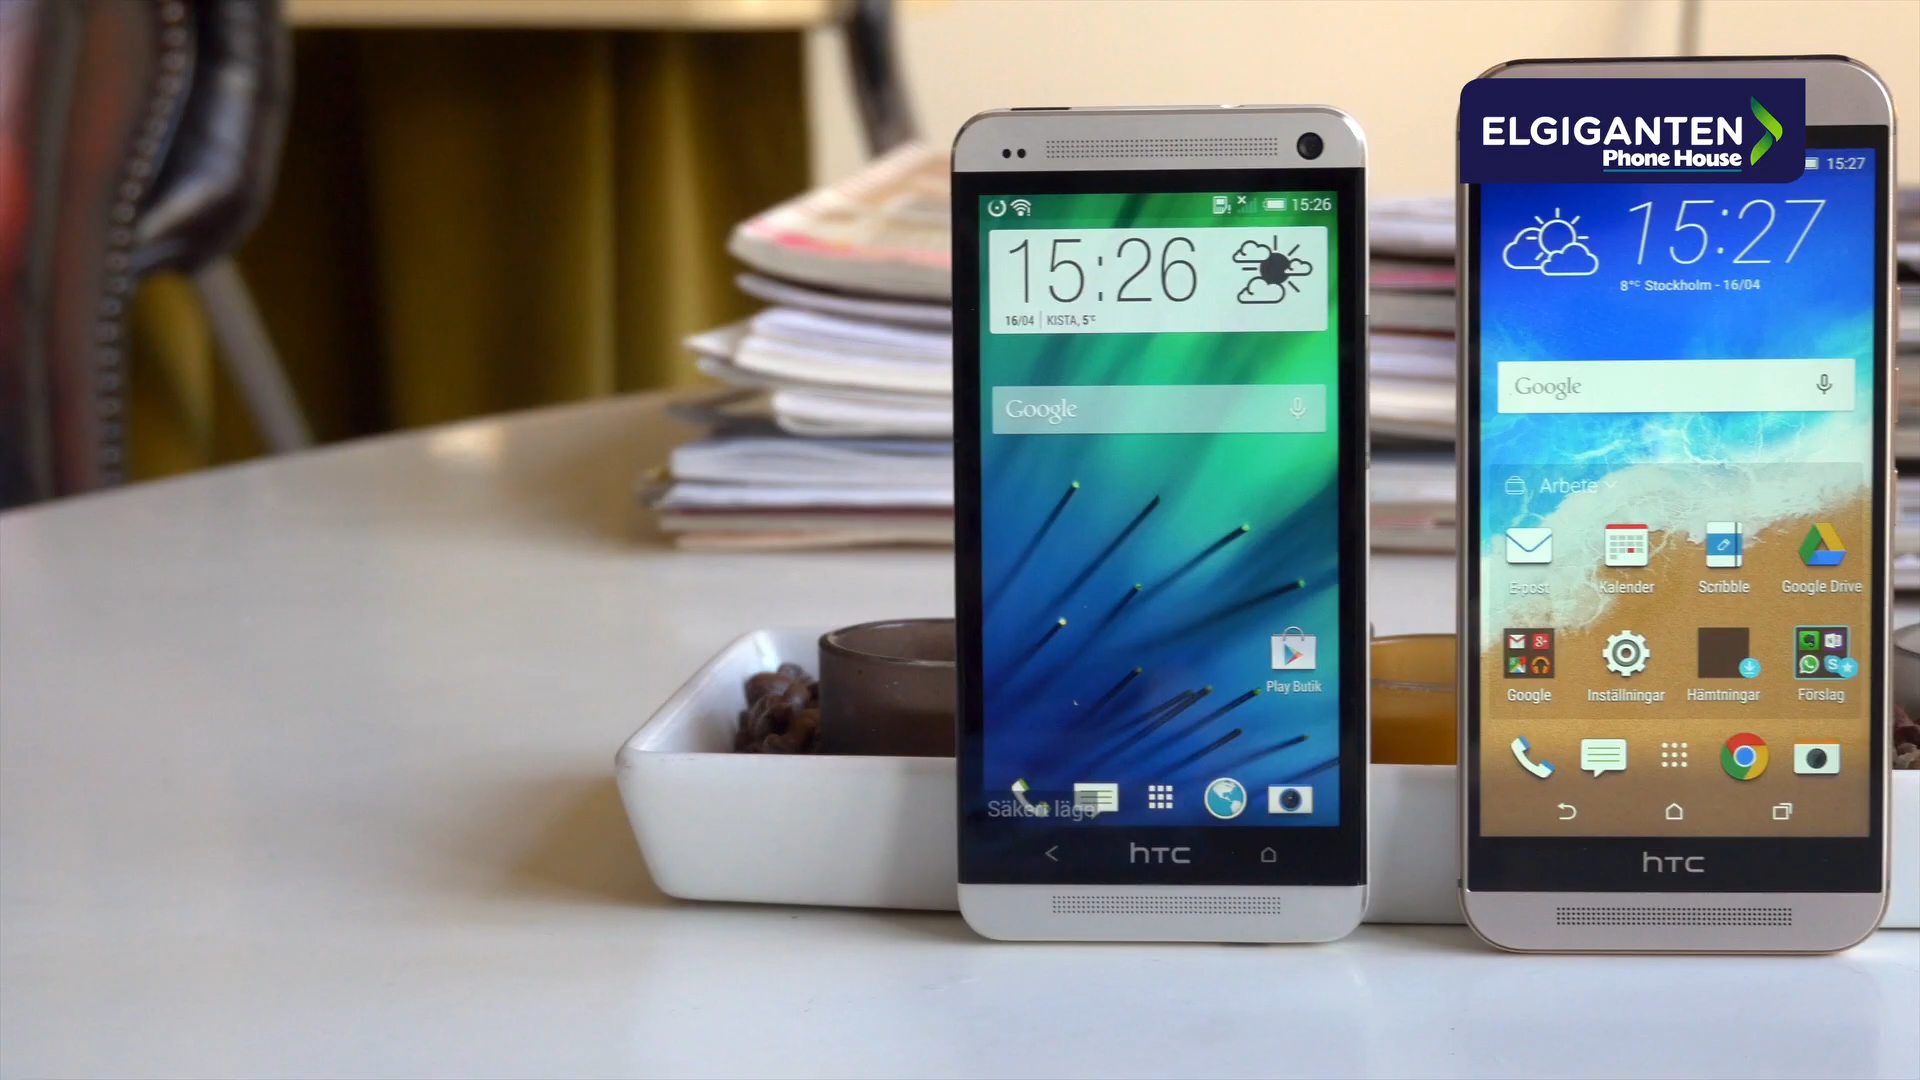 15:26
15:26
16/04 | KISTA, 5°C
Google
Play Butik
Säkert läge
hTC
ELGIGANTEN
Phone House
15:27
15:27
8°C Stockholm - 16/04
Google
Arbete
E-post Kalender Scribble Google Drive
Google Inställningar Hämtningar Förslag
hTC